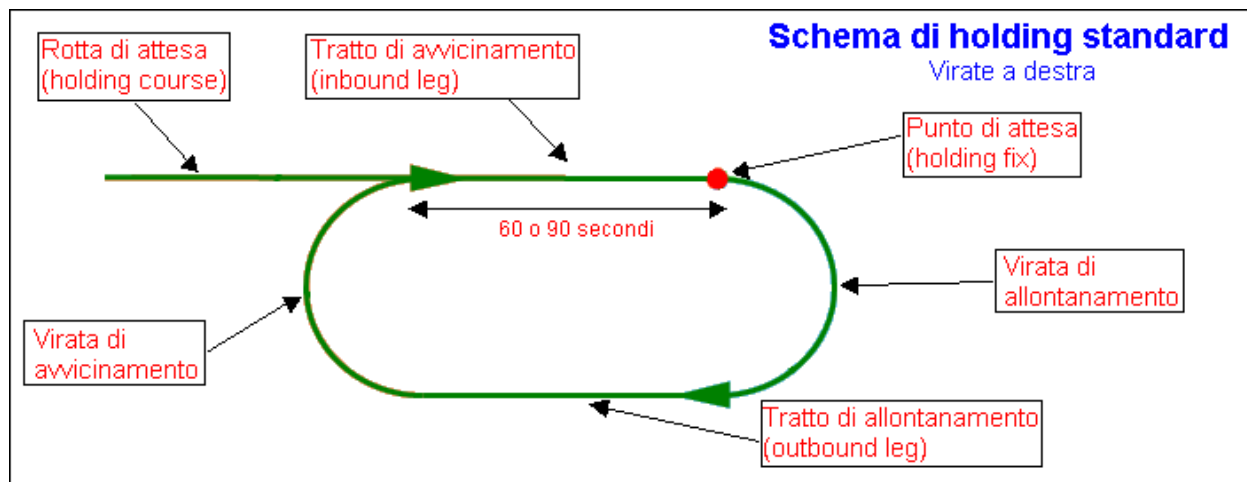 Schema di holding standard
Virate a destra
Rotta di attesa
(holding course)
Tratto di avvicinamento
(inbound leg)
Punto di attesa
(holding fix)
60 o 90 secondi
Virata di
allontanamento
Virata di
avvicinamento
Tratto di allontanamento
(outbound leg)